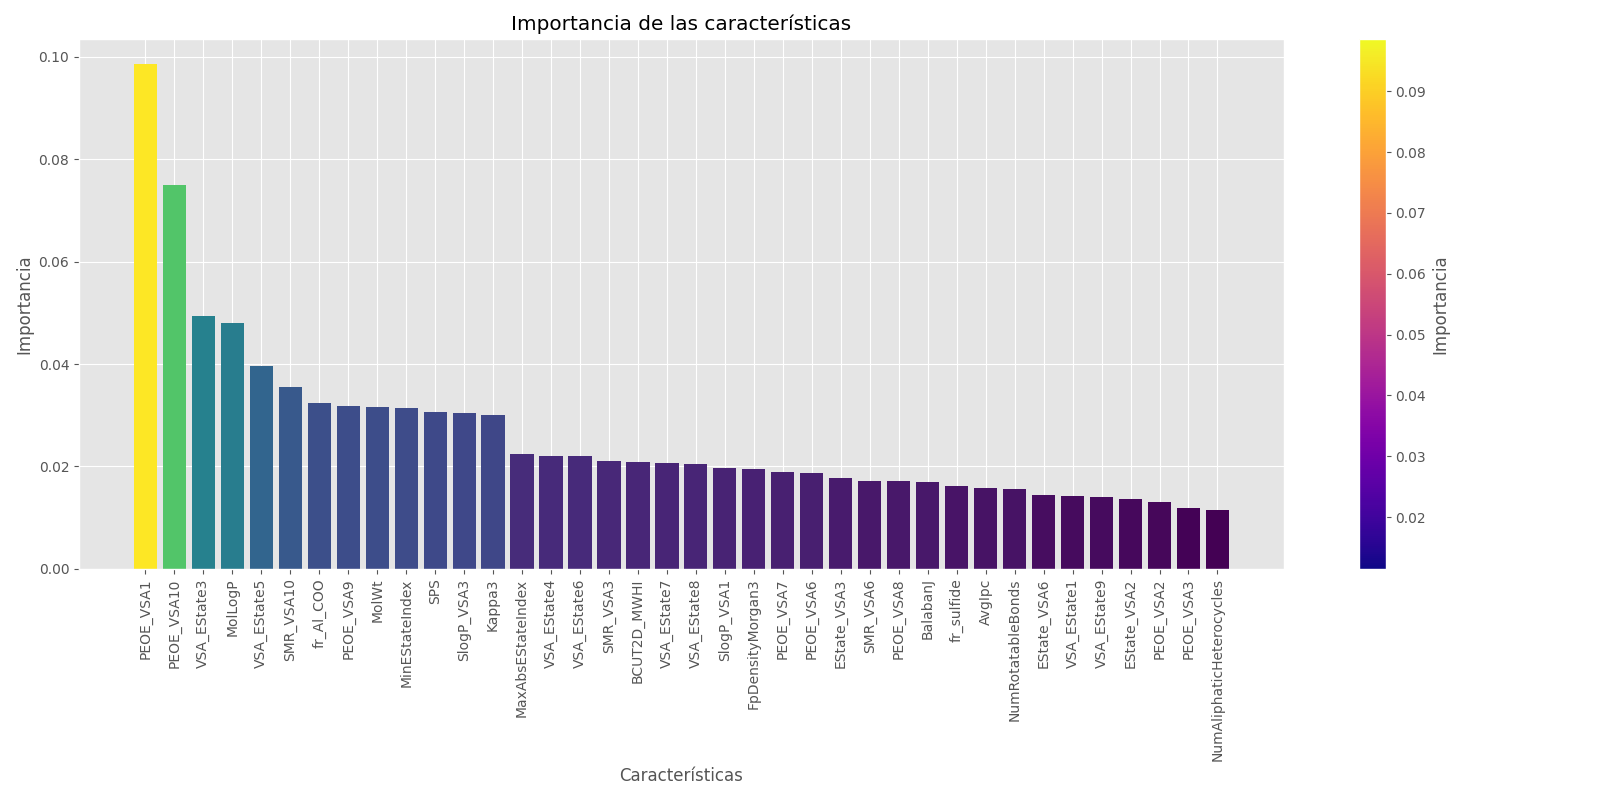 Importancia de las características
Importancia
0.10
0.08
0.06
0.04
0.02
0.00
PEOE_VSA1
PEOE_VSA10
VSA_EState3
MolLogP
VSA_EState5
SMR_VSA10
fr_Al_COO
PEOE_VSA9
MolWt
MinEStateIndex
SPS
SlogP_VSA3
Kappa3
MaxAbsEStateIndex
VSA_EState4
VSA_EState6
SMR_VSA3
BCUT2D_MWHI
VSA_EState7
VSA_EState8
SlogP_VSA1
FpDensityMorgan3
PEOE_VSA7
PEOE_VSA6
EState_VSA3
SMR_VSA6
PEOE_VSA8
BalabanJ
fr_sulfide
AvgIpc
NumRotatableBonds
EState_VSA6
VSA_EState1
VSA_EState9
EState_VSA2
PEOE_VSA2
PEOE_VSA3
NumAliphaticHeterocycles
Características
0.09
0.08
0.07
0.06
0.05
0.04
0.03
0.02
Importancia